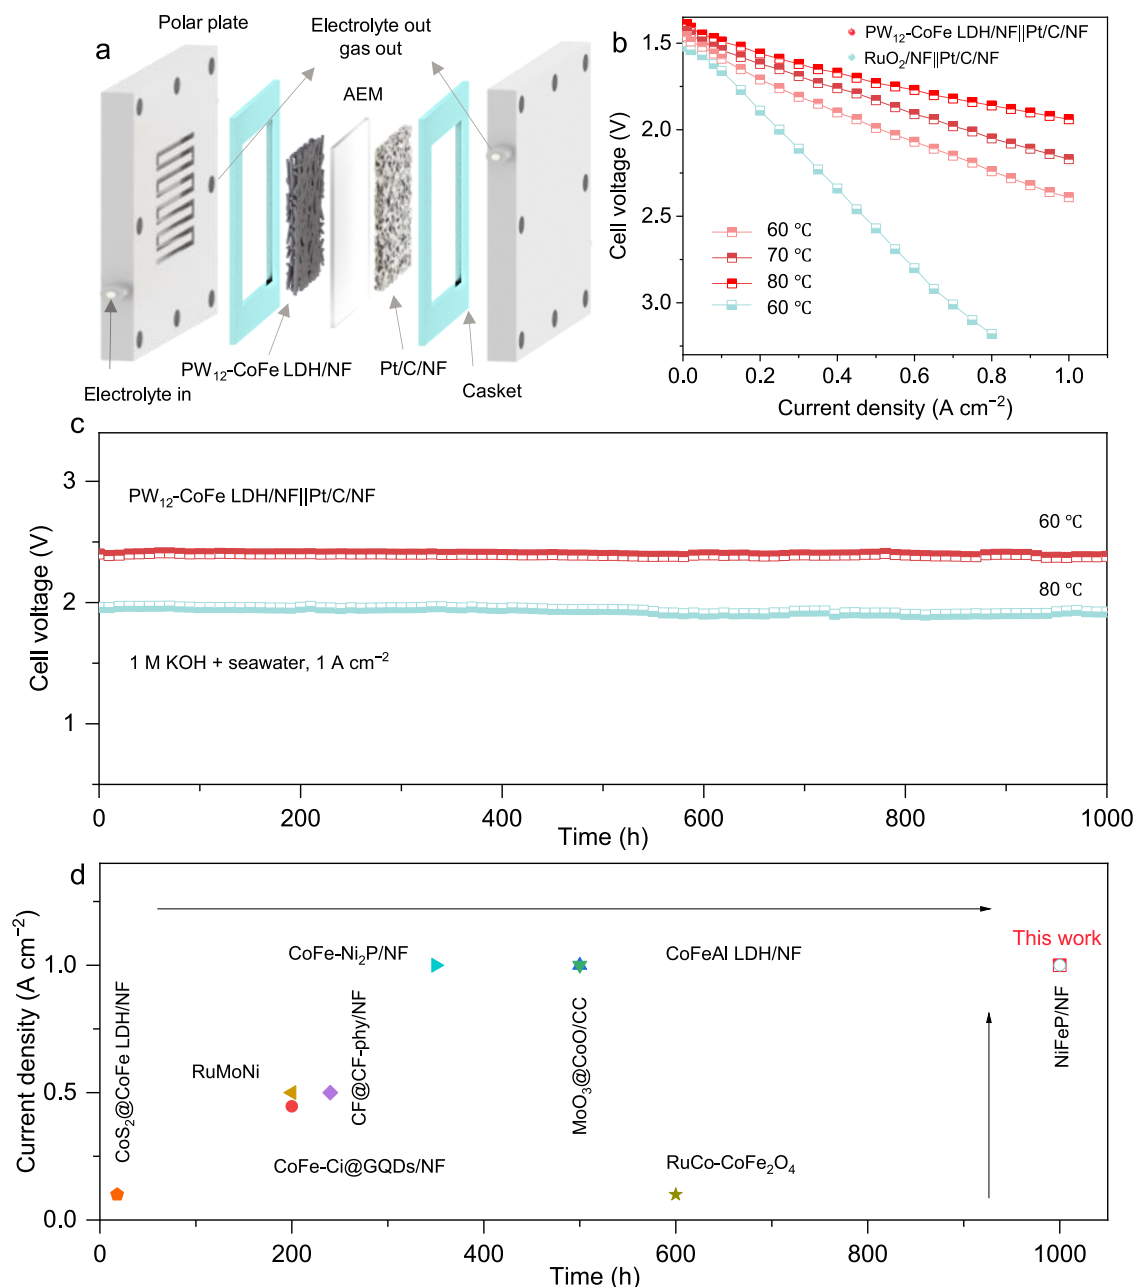 a
Polar plate
Electrolyte out
gas out
AEM
PW₁₂-CoFe LDH/NF
Pt/C/NF
Casket
Electrolyte in
b
PW₁₂-CoFe LDH/NF||Pt/C/NF
RuO₂/NF||Pt/C/NF
1.5
2.0
2.5
3.0
Cell voltage (V)
60 ℃
70 ℃
80 ℃
60 ℃
0.0 0.2 0.4 0.6 0.8 1.0
Current density (A cm⁻²)
c
3
2
1
Cell voltage (V)
PW₁₂-CoFe LDH/NF||Pt/C/NF
60 ℃
80 ℃
1 M KOH + seawater, 1 A cm⁻²
0 200 400 600 800 1000
Time (h)
d
1.0
0.5
0.0
Current density (A cm⁻²)
CoS₂@CoFe LDH/NF
RuMoNi
CoFe-Ci@GQDs/NF
CF@CF-phy/NF
CoFe-Ni₂P/NF
MoO₃@CoO/CC
CoFeAl LDH/NF
RuCo-CoFe₂O₄
This work
NiFeP/NF
0 200 400 600 800 1000
Time (h)